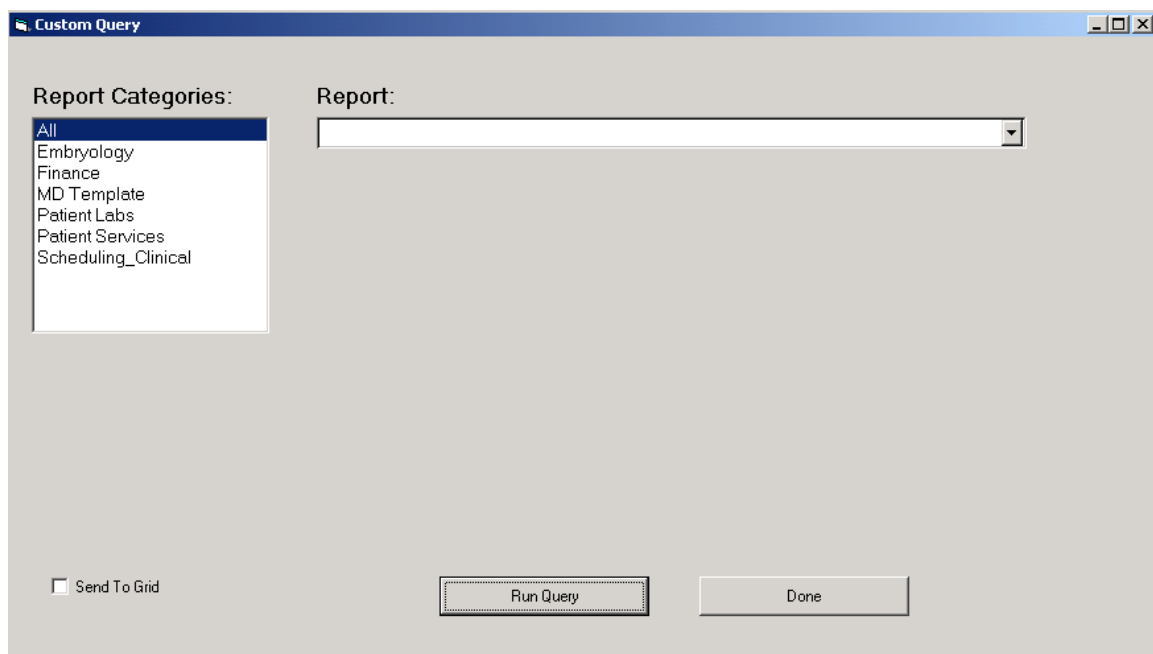 Custom Query
Report Categories:
Report:
All
Embryology
Finance
MD Template
Patient Labs
Patient Services
Scheduling_Clinical
Send To Grid
Run Query
Done